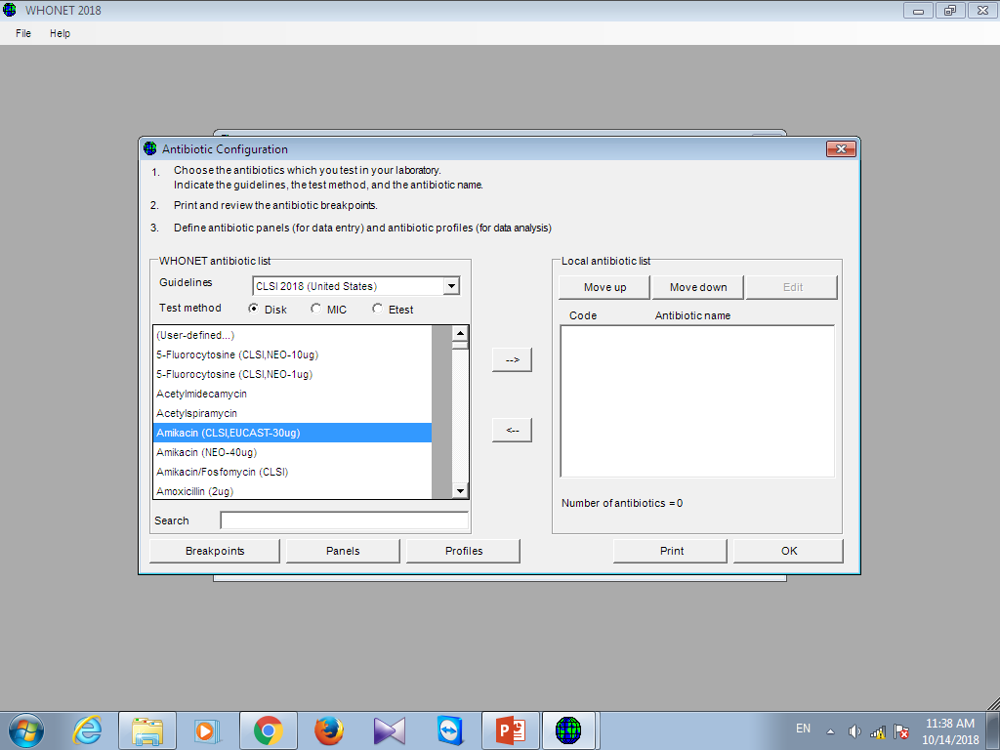 WHONET 2018
File Help
Antibiotic Configuration
1. Choose the antibiotics which you test in your laboratory.
Indicate the guidelines, the test method, and the antibiotic name.
2. Print and review the antibiotic breakpoints.
3. Define antibiotic panels (for data entry) and antibiotic profiles (for data analysis)
WHONET antibiotic list
Guidelines CLSI 2018 (United States)
Test method Disk MIC Etest
(User-defined...)
5-Fluorocytosine (CLSI,NEO-10ug)
5-Fluorocytosine (CLSI,NEO-1ug)
Acetylmidecamycin
Acetylspiramycin
Amikacin (CLSI,EUCAST-30ug)
Amikacin (NEO-40ug)
Amikacin/Fosfomycin (CLSI)
Amoxicillin (2ug)
Search
-->
<--
Local antibiotic list
Move up Move down Edit
Code Antibiotic name
Number of antibiotics = 0
Breakpoints Panels Profiles Print OK
EN
11:38 AM
10/14/2018